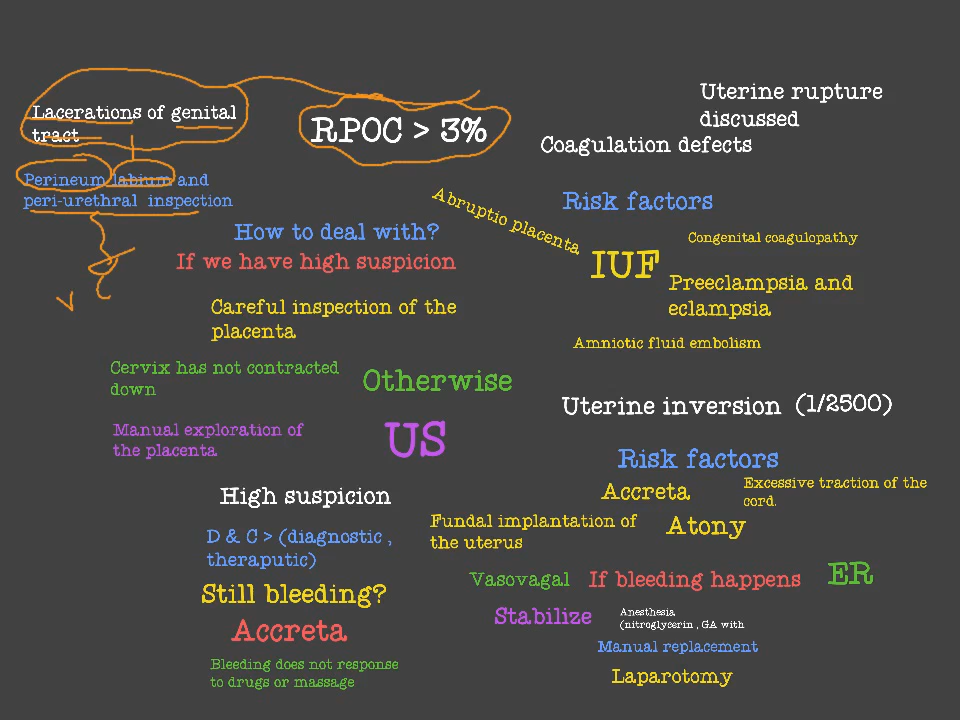 Lacerations of genital
tract
Perineum labium and
peri-urethral inspection
RPOC > 3%
How to deal with?
If we have high suspicion
Careful inspection of the
placenta
Cervix has not contracted
down
Otherwise
Manual exploration of
the placenta
US
High suspicion
D & C > (diagnostic ,
theraputic)
Still bleeding?
Accreta
Bleeding does not response
to drugs or massage
Uterine rupture
discussed
Coagulation defects
Risk factors
Abruptio placenta
Congenital coagulopathy
IUF
Preeclampsia and
eclampsia
Amniotic fluid embolism
Uterine inversion (1/2500)
Risk factors
Accreta
Excessive traction of the
cord.
Fundal implantation of
the uterus
Atony
Vasovagal
If bleeding happens
ER
Stabilize
Anesthesia
(nitroglycerin , GA with
Manual replacement
Laparotomy